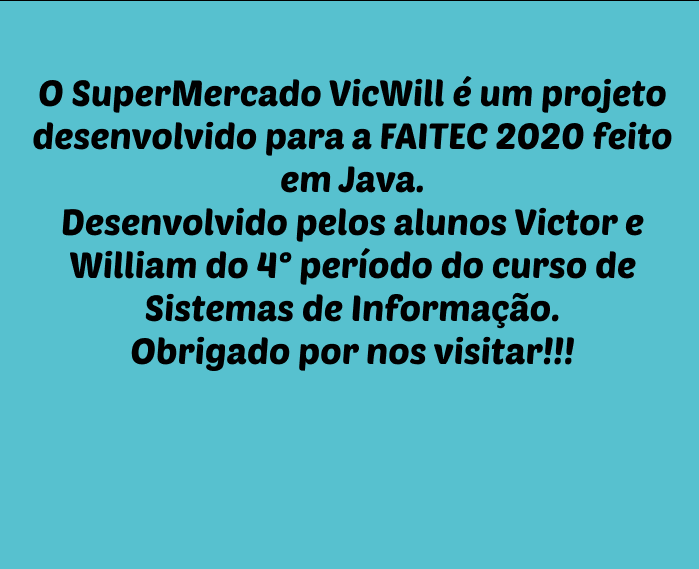 O SuperMercado VicWill é um projeto
desenvolvido para a FAITEC 2020 feito
em Java.
Desenvolvido pelos alunos Victor e
William do 4° período do curso de
Sistemas de Informação.
Obrigado por nos visitar!!!